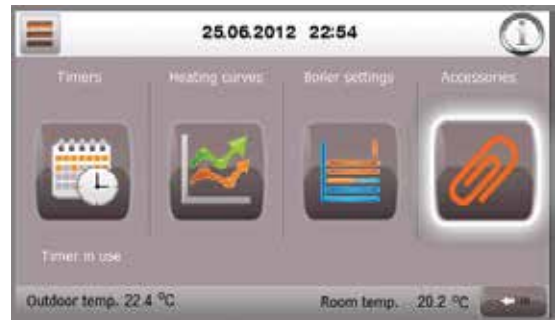 25.06.2012 22:54
Timers Heating curves Boiler settings Accessories
Timer in use
Outdoor temp. 22.4 °C Room temp. 20.2 °C